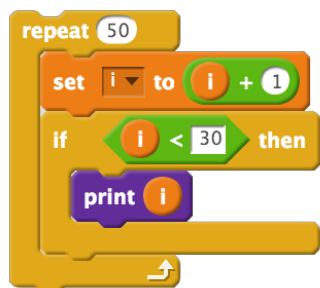 repeat 50
set i to i + 1
if i < 30 then
print i